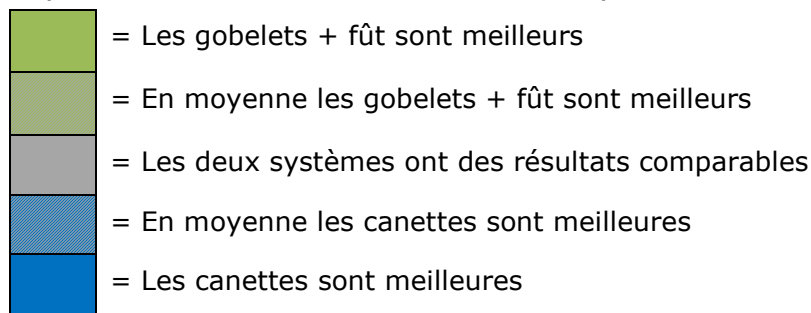 = Les gobelets + fût sont meilleurs
= En moyenne les gobelets + fût sont meilleurs
= Les deux systèmes ont des résultats comparables
= En moyenne les canettes sont meilleures
= Les canettes sont meilleures